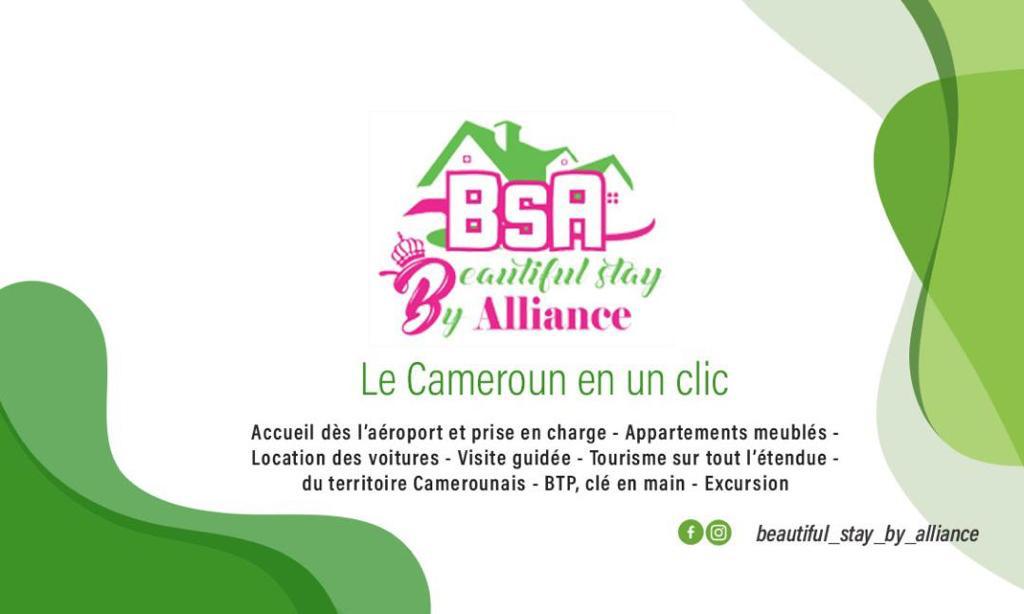 BSA
Beautiful stay
By Alliance
Le Cameroun en un clic
Accueil dès l'aéroport et prise en charge - Appartements meublés -
Location des voitures - Visite guidée - Tourisme sur tout l'étendue -
du territoire Camerounais - BTP, clé en main - Excursion
beautiful_stay_by_alliance